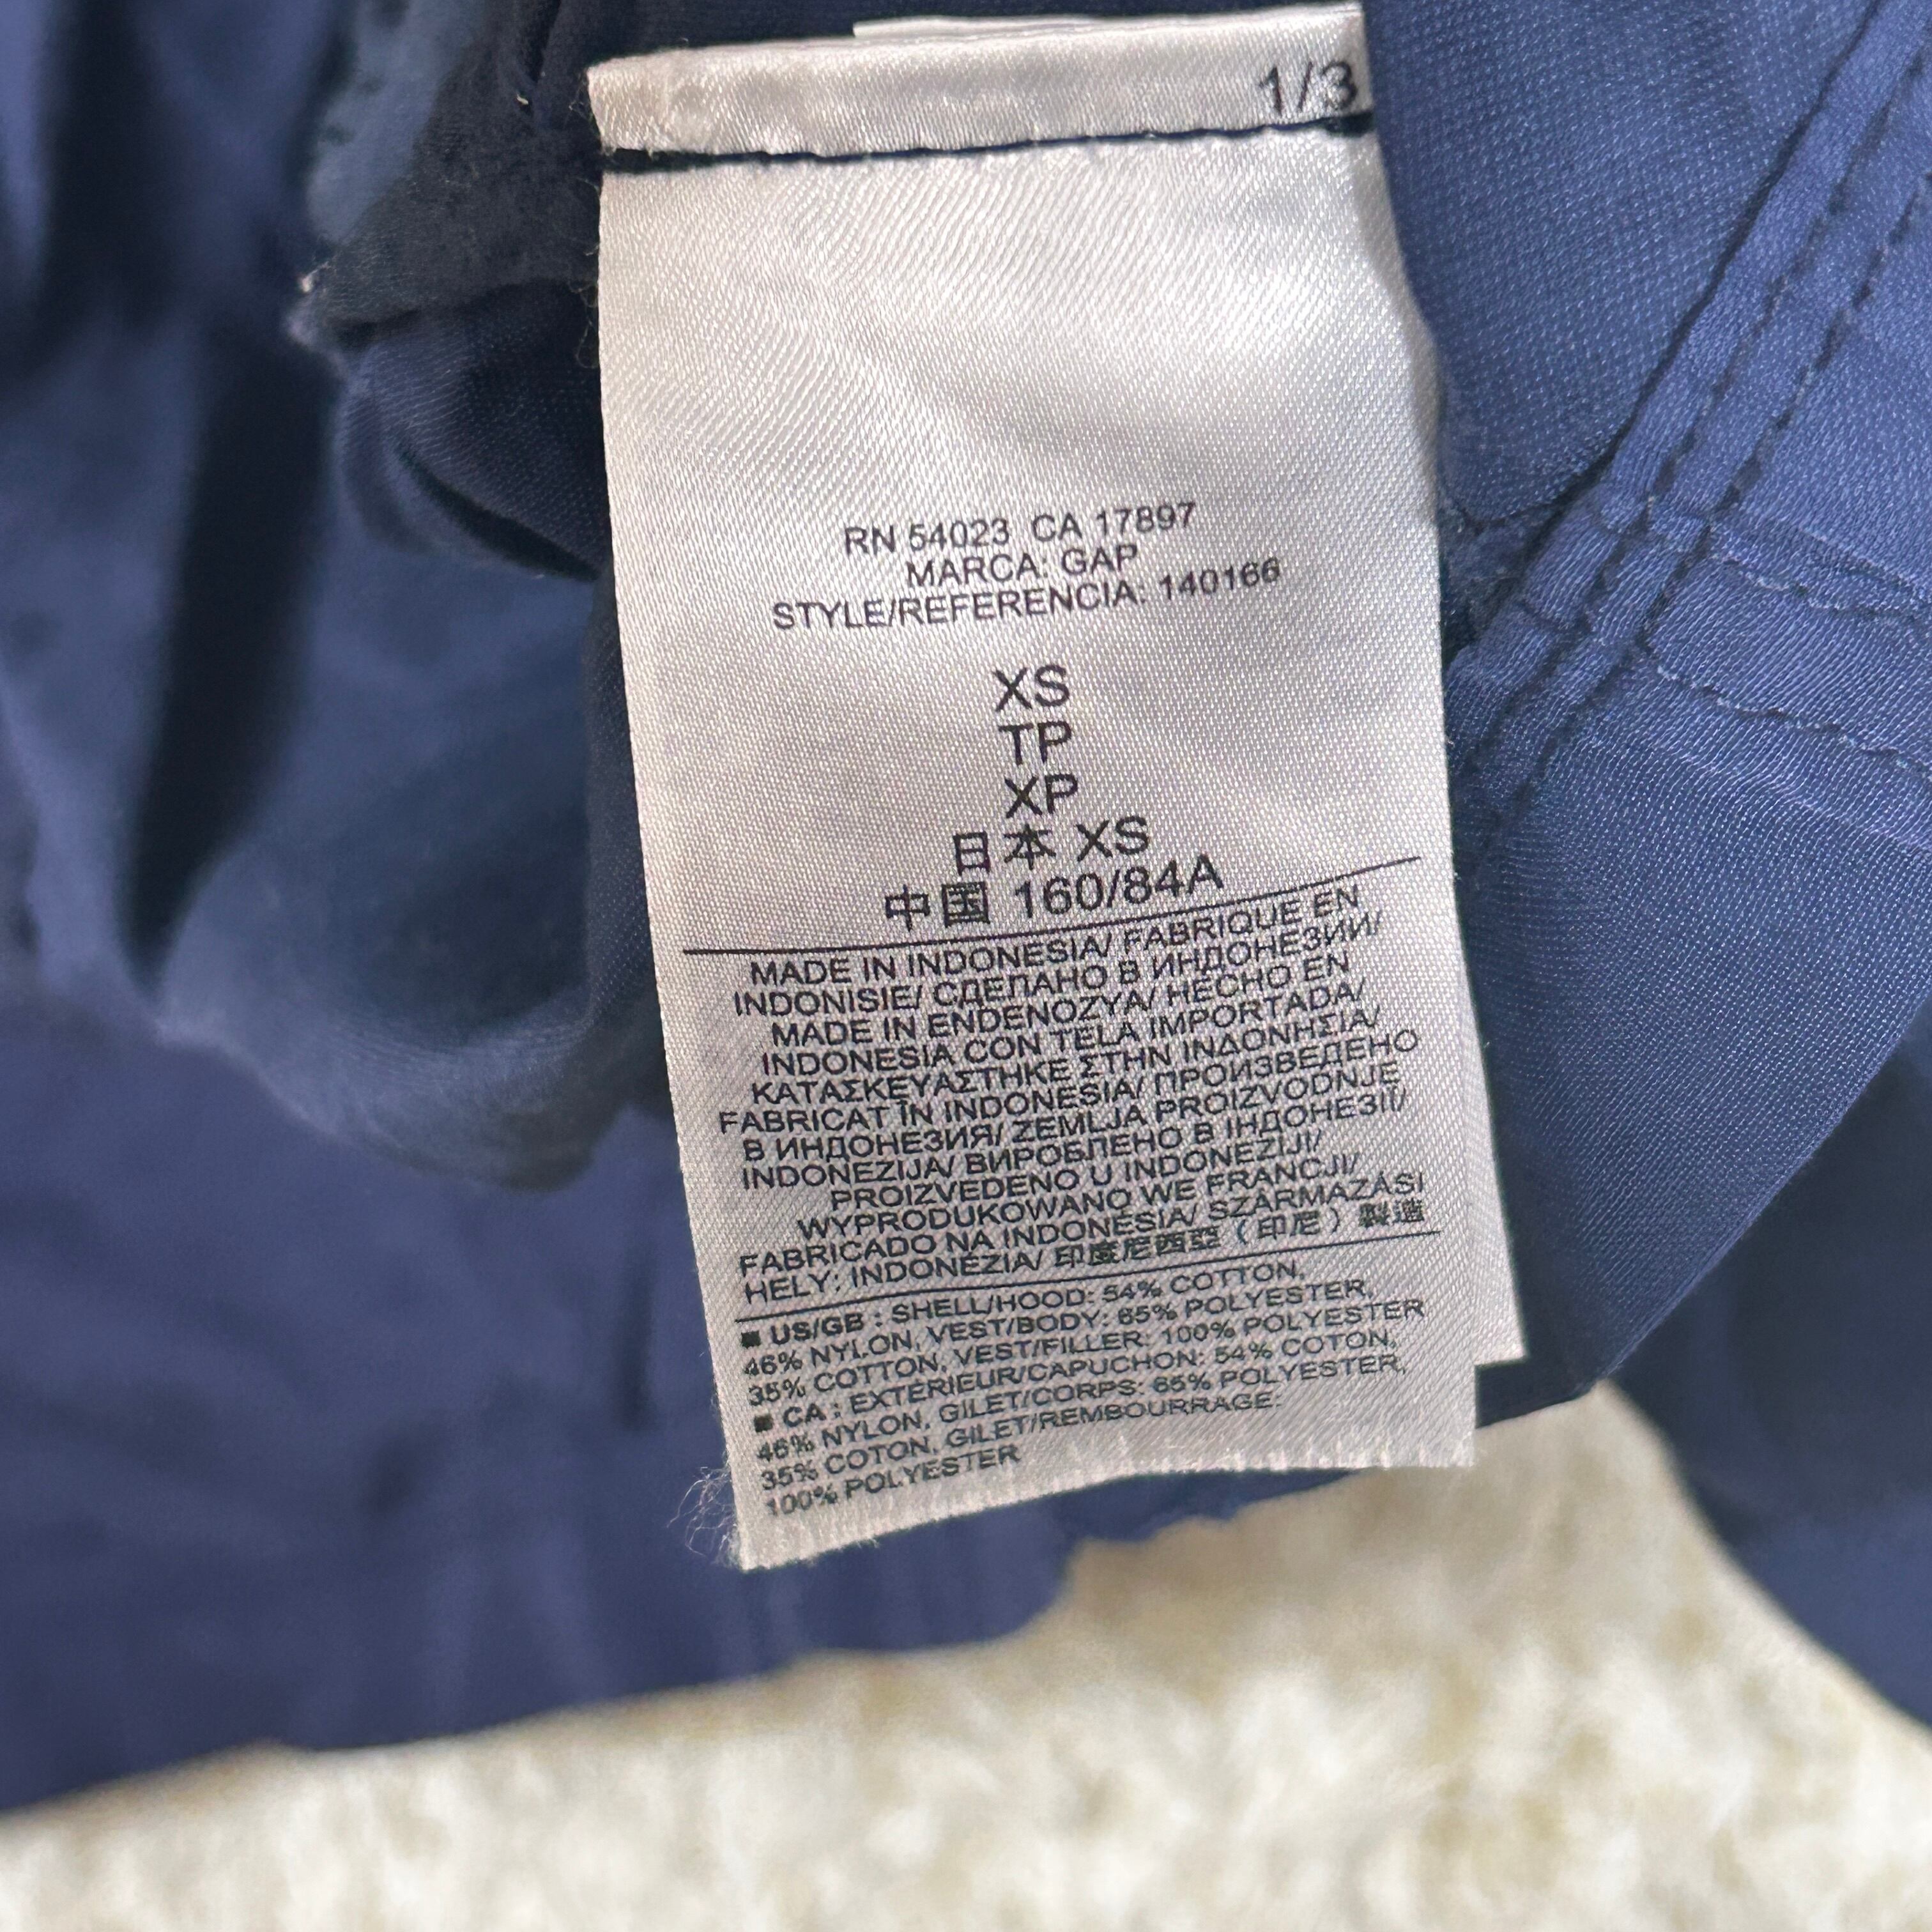 1/3
RN 54023 CA 17897
MARCA: GAP
STYLE/REFERENCIA: 140166
XS
TP
XP
日本 XS
中国 160/84A
MADE IN INDONESIA/ FABRIQUE EN
INDONISIE/ СДЕЛАНО В ИНДОНЕЗИИ/
MADE IN ENDENOZYA/ HECHO EN
INDONESIA CON TELA IMPORTADA/
ΚΑΤΑΣΚΕΥΑΣΤΗΚΕ ΣΤΗΝ ΙΝΔΟΝΗΣΙΑ/
FABRICAT ÎN INDONESIA/ ПРОИЗВЕДЕНО
В ИНДОНЕЗИЯ/ ZEMLJA PROIZVODNJE
INDONEZIJA/ ВИРОБЛЕНО В ІНДОНЕЗІЇ/
PROIZVEDENO U INDONEZIJI/
WYPRODUKOWANO WE FRANCJI/
FABRICADO NA INDONÉSIA/ SZÁRMAZÁSI
HELY: INDONÉZIA/ 印度尼西亞（印尼）製造
■ US/GB : SHELL/HOOD: 54% COTTON,
46% NYLON, VEST/BODY: 65% POLYESTER,
35% COTTON, VEST/FILLER: 100% POLYESTER
■ CA : EXTERIEUR/CAPUCHON: 54% COTON,
46% NYLON, GILET/CORPS: 65% POLYESTER,
35% COTON, GILET/REMBOURRAGE:
100% POLYESTER